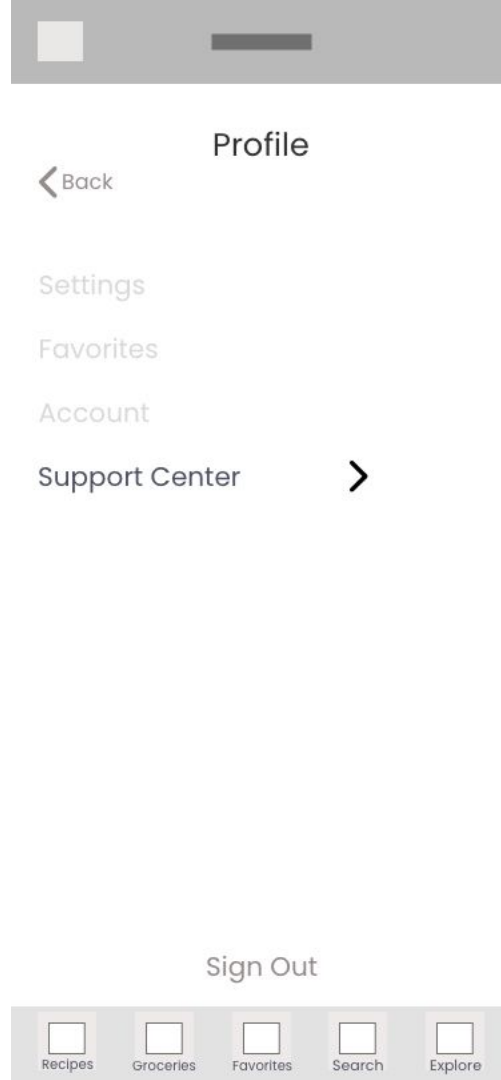 Profile
Back
Settings
Favorites
Account
Support Center
Sign Out
Recipes Groceries Favorites Search Explore